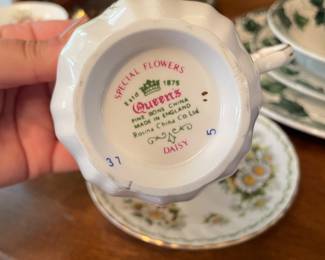 SPECIAL FLOWERS
Estd 1875
Queen's
FINE BONE CHINA
MADE IN ENGLAND
Rosina China Co. Ltd
DAISY
37
5